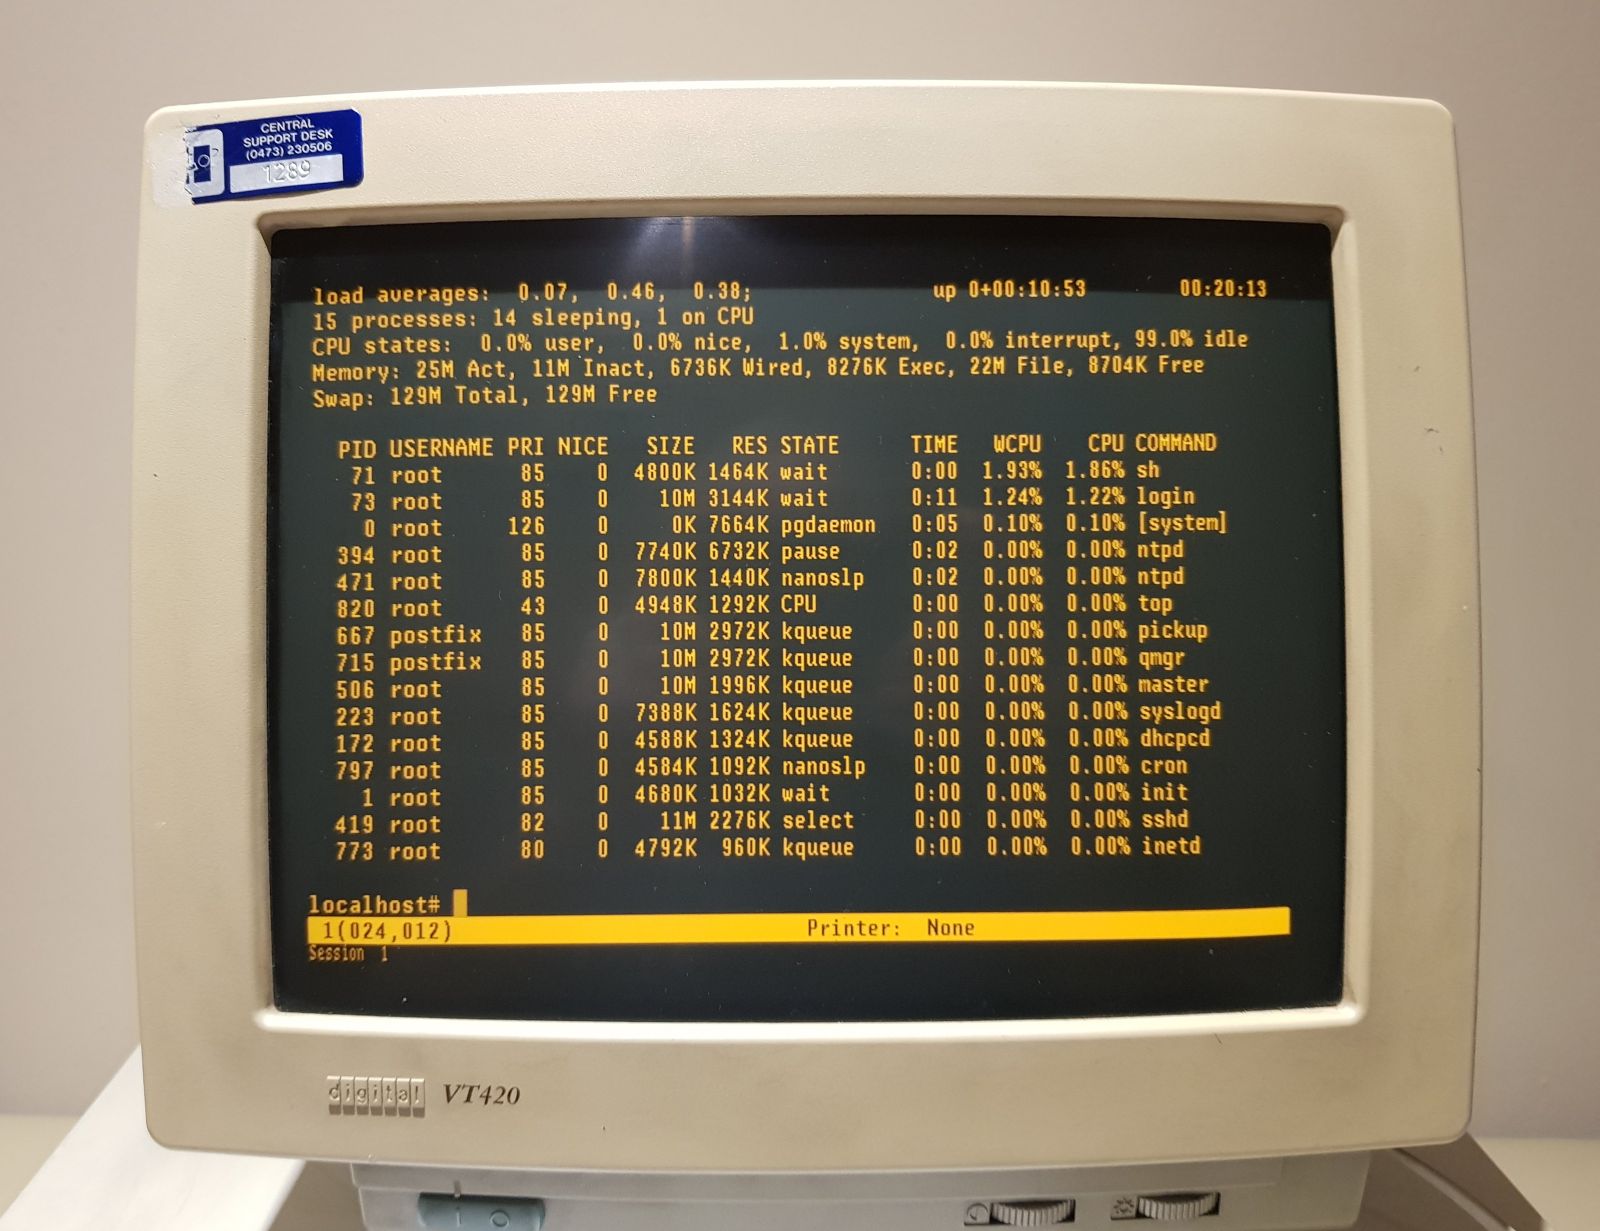 CENTRAL
SUPPORT DESK
(0473) 230506
1289
load averages:  0.07,  0.46,  0.38;               up 0+00:10:53        00:20:13
15 processes: 14 sleeping, 1 on CPU
CPU states:  0.0% user,  0.0% nice,  1.0% system,  0.0% interrupt, 99.0% idle
Memory: 25M Act, 11M Inact, 6736K Wired, 8276K Exec, 22M File, 8704K Free
Swap: 129M Total, 129M Free
PID USERNAME PRI NICE   SIZE   RES STATE      TIME   WCPU    CPU COMMAND
71 root      85    0  4800K 1464K wait       0:00  1.93%  1.86% sh
73 root      85    0    10M 3144K wait       0:11  1.24%  1.22% login
0 root     126    0     0K 7664K pgdaemon   0:05  0.10%  0.10% [system]
394 root      85    0  7740K 6732K pause      0:02  0.00%  0.00% ntpd
471 root      85    0  7800K 1440K nanoslp    0:02  0.00%  0.00% ntpd
820 root      43    0  4948K 1292K CPU        0:00  0.00%  0.00% top
667 postfix   85    0    10M 2972K kqueue     0:00  0.00%  0.00% pickup
715 postfix   85    0    10M 2972K kqueue     0:00  0.00%  0.00% qmgr
506 root      85    0    10M 1996K kqueue     0:00  0.00%  0.00% master
223 root      85    0  7388K 1624K kqueue     0:00  0.00%  0.00% syslogd
172 root      85    0  4588K 1324K kqueue     0:00  0.00%  0.00% dhcpcd
797 root      85    0  4584K 1092K nanoslp    0:00  0.00%  0.00% cron
1 root      85    0  4680K 1032K wait       0:00  0.00%  0.00% init
419 root      82    0    11M 2276K select     0:00  0.00%  0.00% sshd
773 root      80    0  4792K  960K kqueue     0:00  0.00%  0.00% inetd
localhost#
1(024,012)                                Printer:  None
Session 1
digital VT420